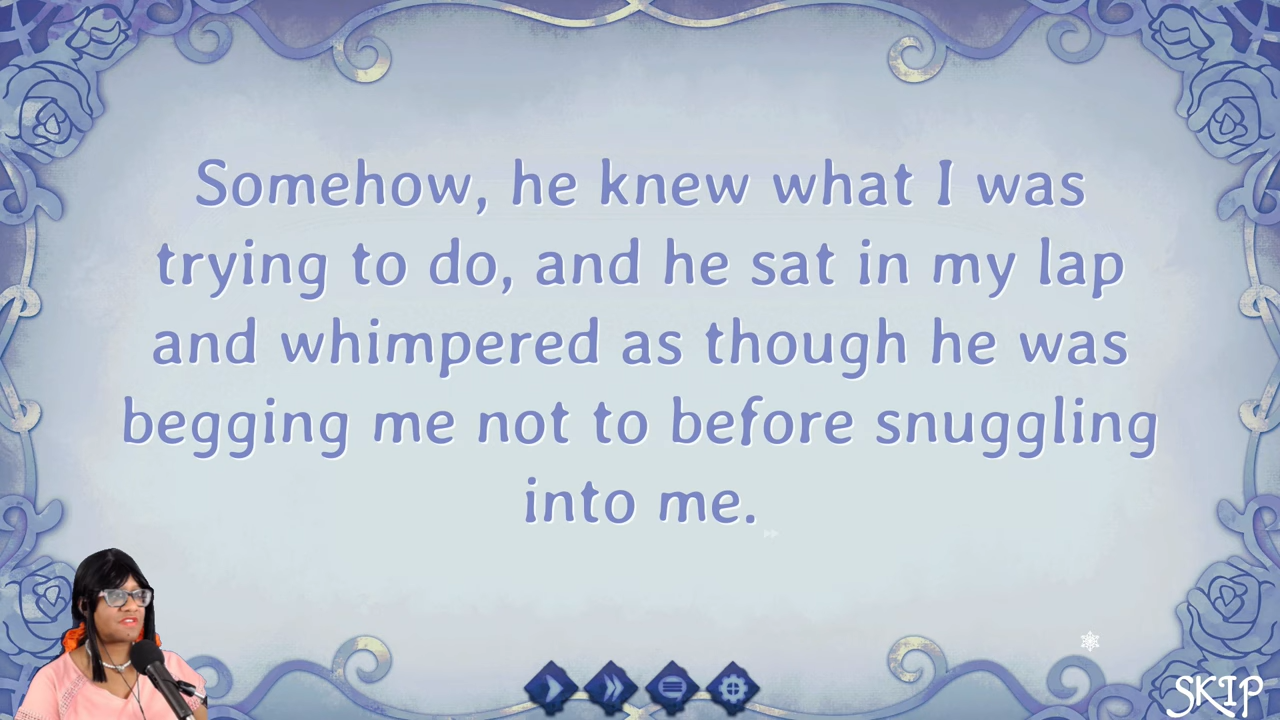 Somehow, he knew what I was
trying to do, and he sat in my lap
and whimpered as though he was
begging me not to before snuggling
into me.
SKIP